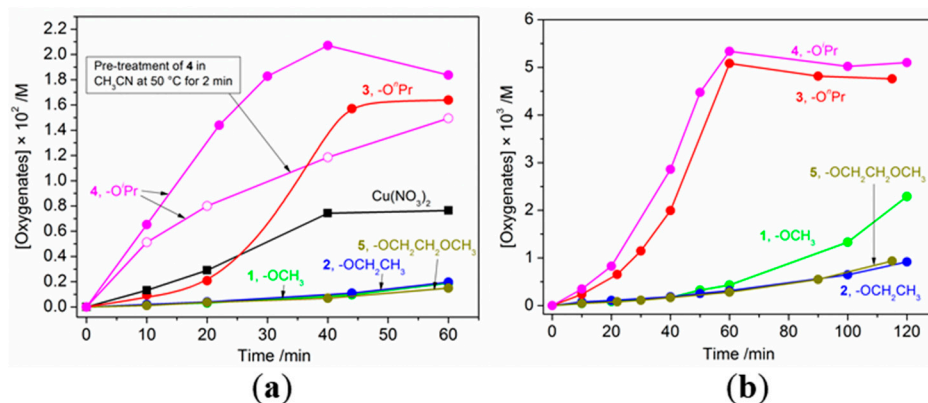 2.2
2.0
1.8
1.6
1.4
1.2
1.0
0.8
0.6
0.4
0.2
0.0
[Oxygenates] × 10² /M
Pre-treatment of 4 in
CH₃CN at 50 °C for 2 min
3, -OⁿPr
4, -OⁱPr
Cu(NO₃)₂
5, -OCH₂CH₂OCH₃
2, -OCH₂CH₃
1, -OCH₃
0 10 20 30 40 50 60
Time /min
(a)
6
5
4
3
2
1
0
[Oxygenates] × 10³ /M
4, -OⁱPr
3, -OⁿPr
5, -OCH₂CH₂OCH₃
1, -OCH₃
2, -OCH₂CH₃
0 20 40 60 80 100 120
Time /min
(b)